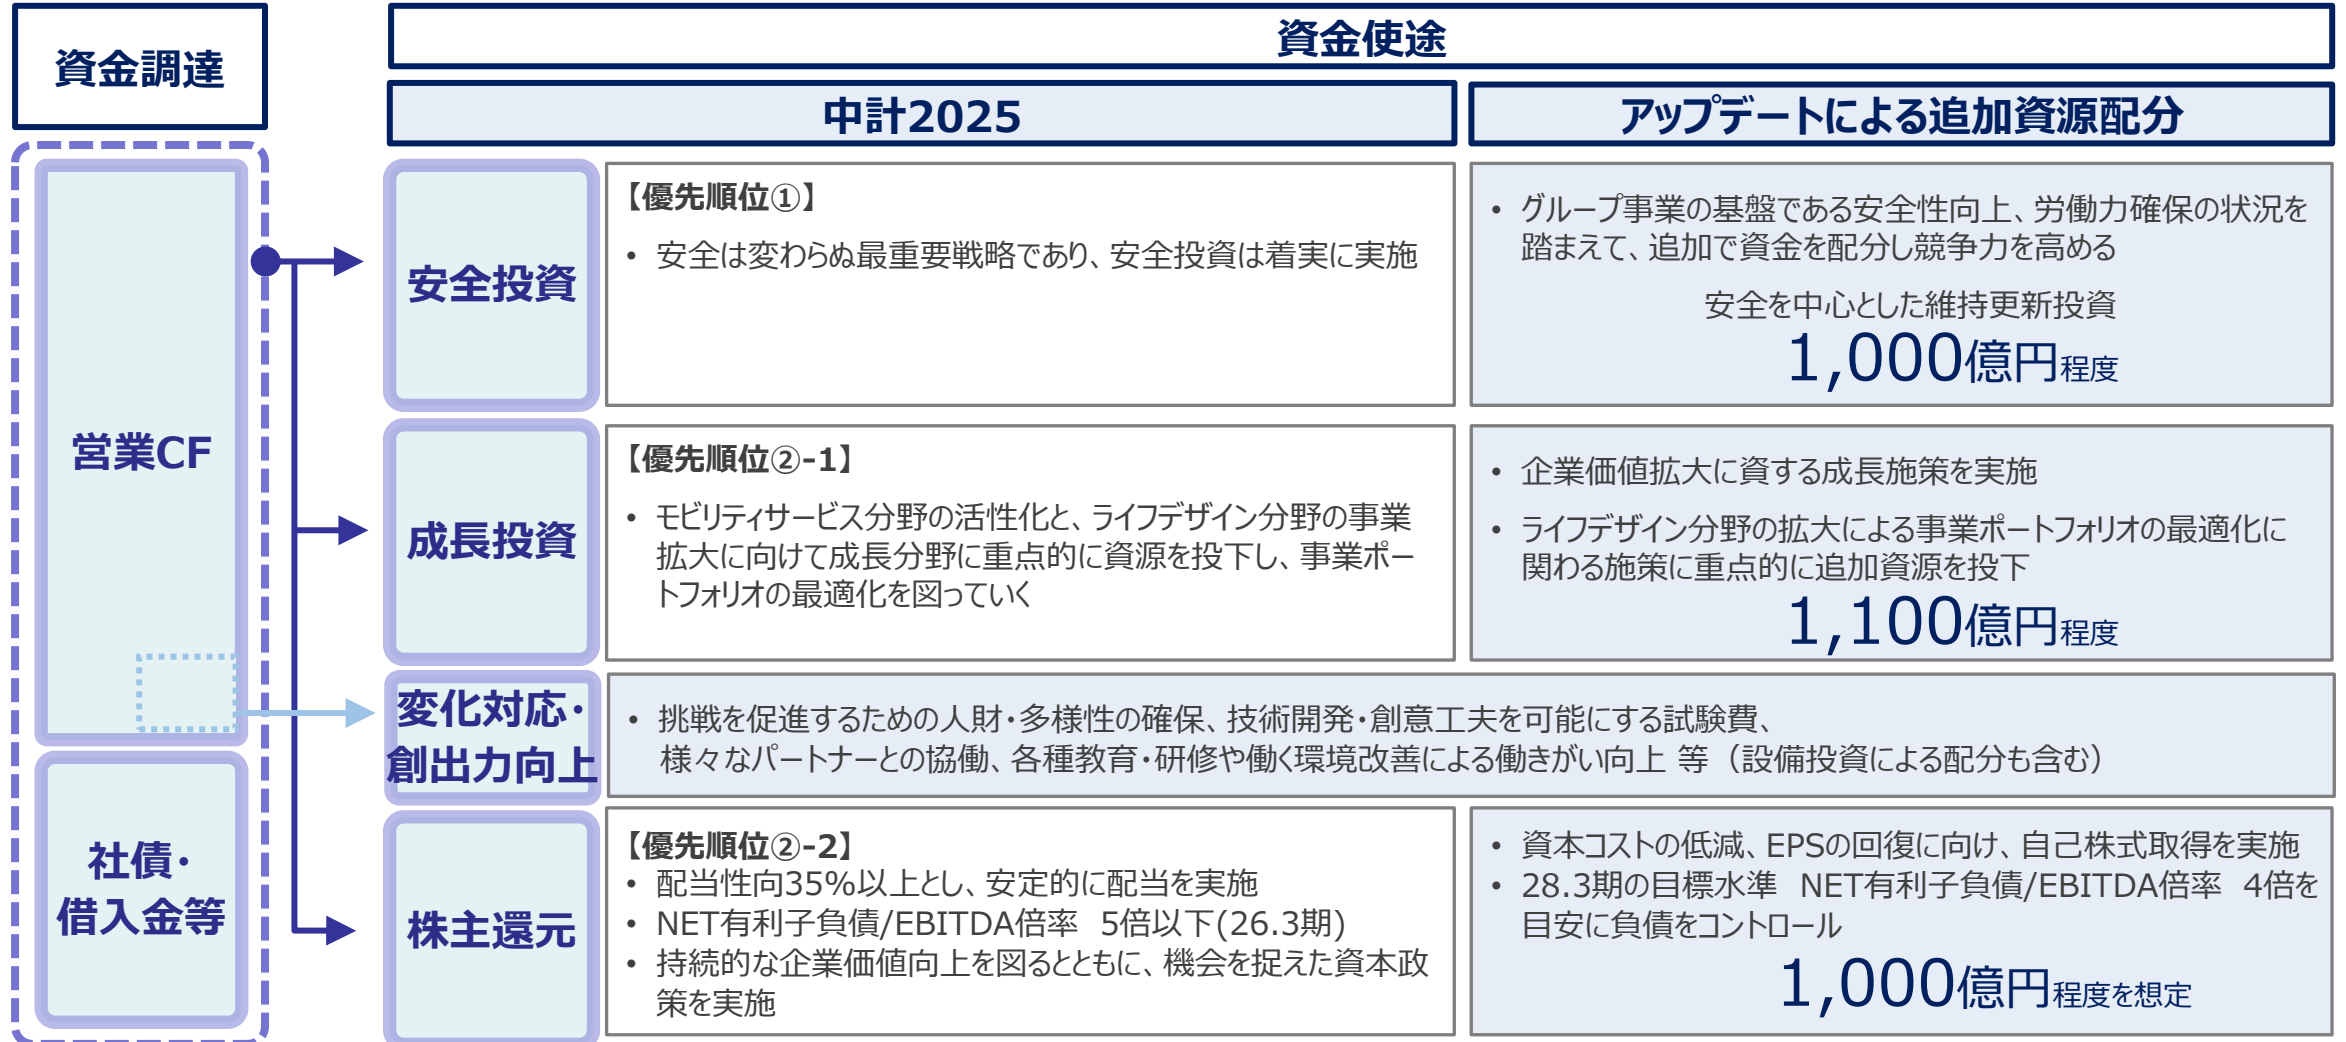 資金調達
資金使途
中計2025
アップデートによる追加資源配分
営業CF
社債・
借入金等
安全投資
【優先順位①】
• 安全は変わらぬ最重要戦略であり、安全投資は着実に実施
• グループ事業の基盤である安全性向上、労働力確保の状況を
踏まえて、追加で資金を配分し競争力を高める
安全を中心とした維持更新投資
1,000億円程度
成長投資
【優先順位②-1】
• モビリティサービス分野の活性化と、ライフデザイン分野の事業
拡大に向けて成長分野に重点的に資源を投下し、事業ポー
トフォリオの最適化を図っていく
• 企業価値拡大に資する成長施策を実施
• ライフデザイン分野の拡大による事業ポートフォリオの最適化に
関わる施策に重点的に追加資源を投下
1,100億円程度
変化対応・
創出力向上
• 挑戦を促進するための人財・多様性の確保、技術開発・創意工夫を可能にする試験費、
様々なパートナーとの協働、各種教育・研修や働く環境改善による働きがい向上 等（設備投資による配分も含む）
株主還元
【優先順位②-2】
• 配当性向35%以上とし、安定的に配当を実施
• NET有利子負債/EBITDA倍率 5倍以下(26.3期)
• 持続的な企業価値向上を図るとともに、機会を捉えた資本政
策を実施
• 資本コストの低減、EPSの回復に向け、自己株式取得を実施
• 28.3期の目標水準 NET有利子負債/EBITDA倍率 4倍を
目安に負債をコントロール
1,000億円程度を想定